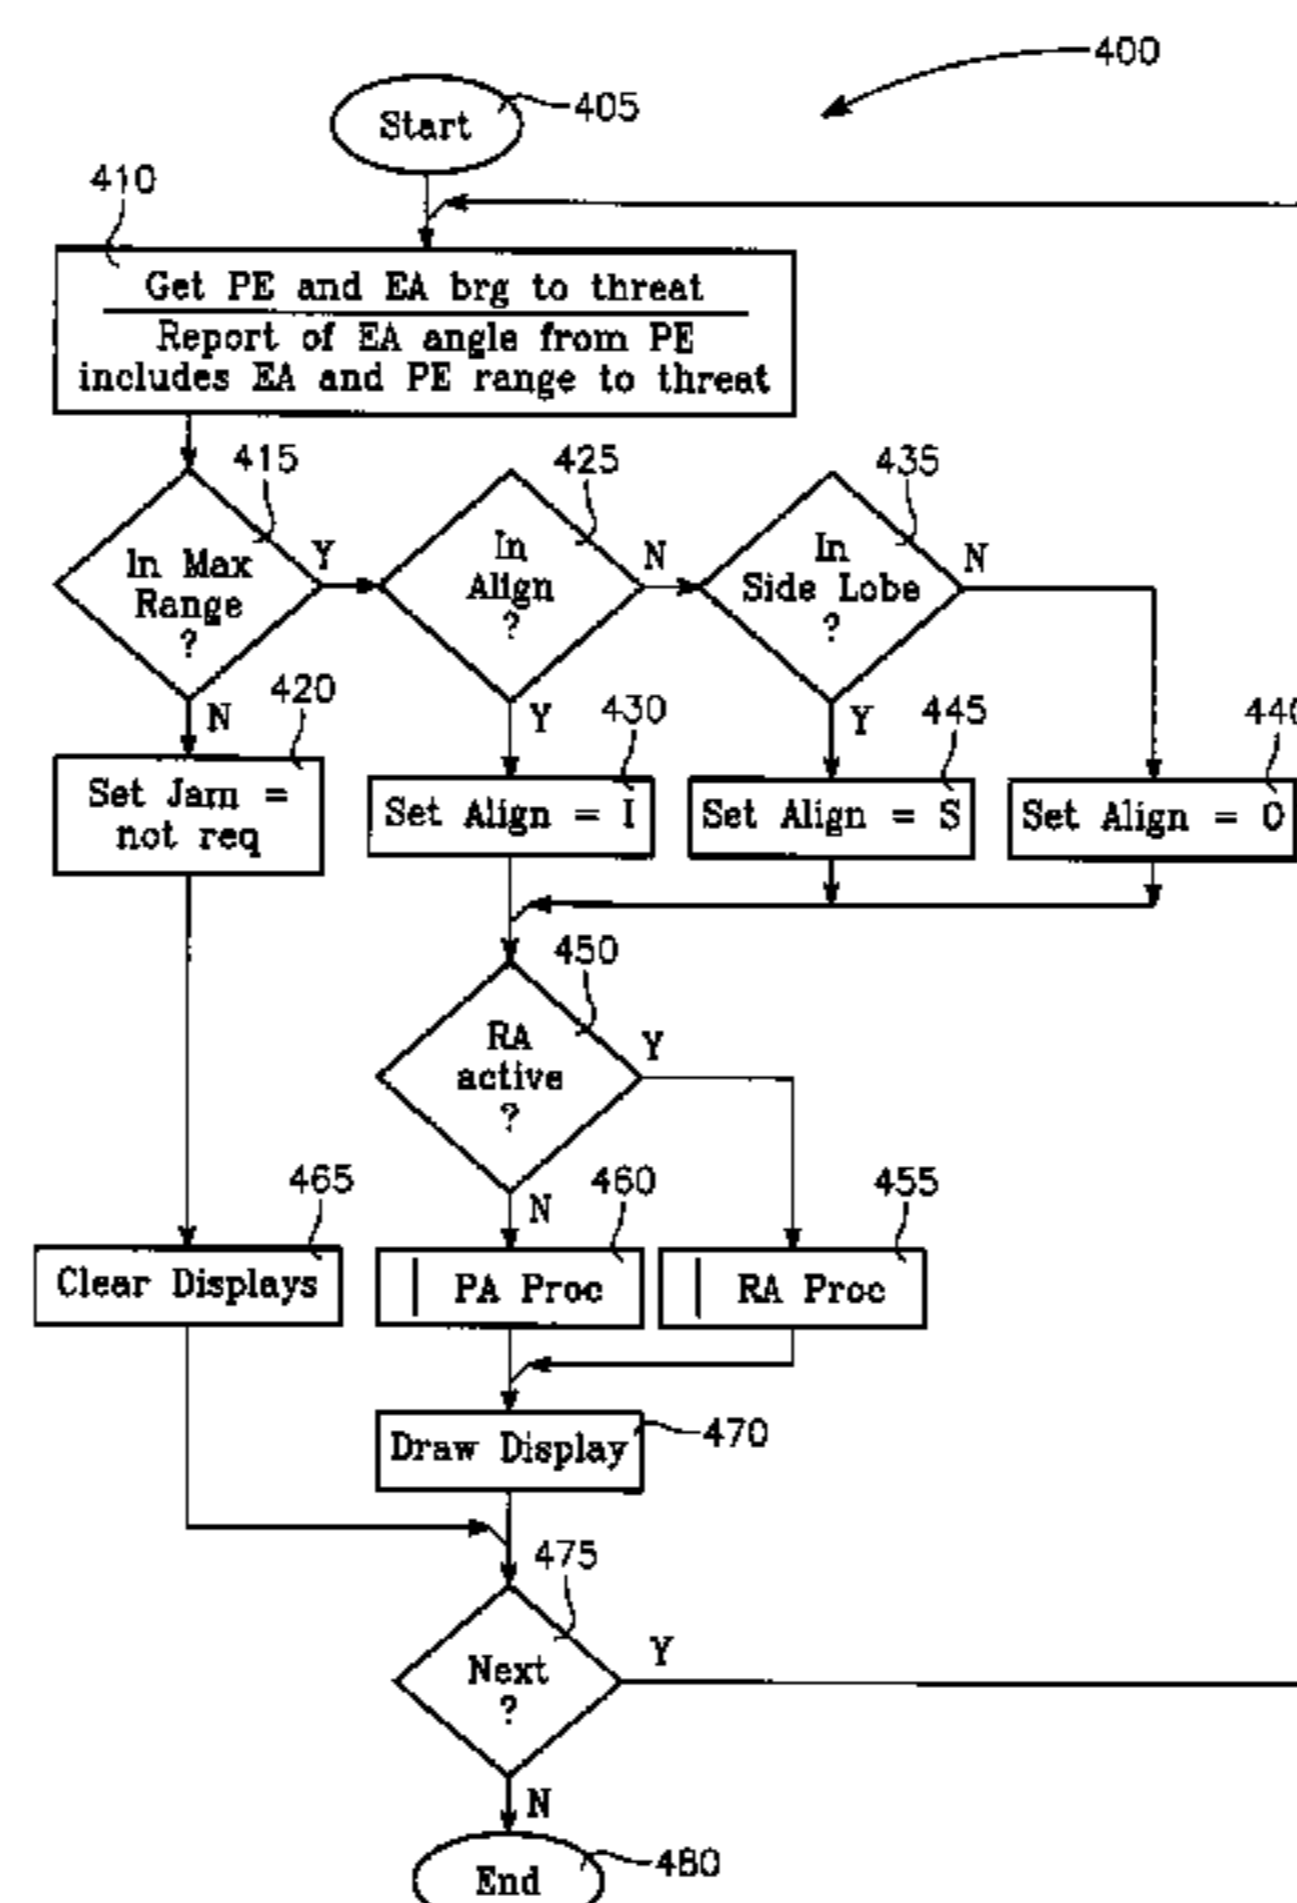 400
Start
405
410
Get PE and EA brg to threat
Report of EA angle from PE
includes EA and PE range to threat
415
425
435
In Max
Range
?
Y
In
Align
?
N
In
Side Lobe
?
N
N
420
Y
430
Y
445
440
Set Jam =
not req
Set Align = I
Set Align = S
Set Align = O
450
RA
active
?
Y
465
N
460
455
Clear Displays
PA Proc
RA Proc
Draw Display
470
475
Next
?
Y
N
End
480